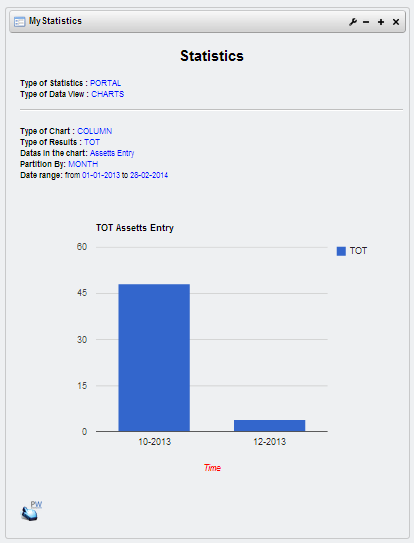 MyStatistics
Statistics
Type of Statistics : PORTAL
Type of Data View : CHARTS
Type of Chart : COLUMN
Type of Results : TOT
Datas in the chart: Assetts Entry
Partition By: MONTH
Date range: from 01-01-2013 to 28-02-2014
TOT Assetts Entry
60
TOT
45
30
15
0
10-2013 12-2013
Time
PW